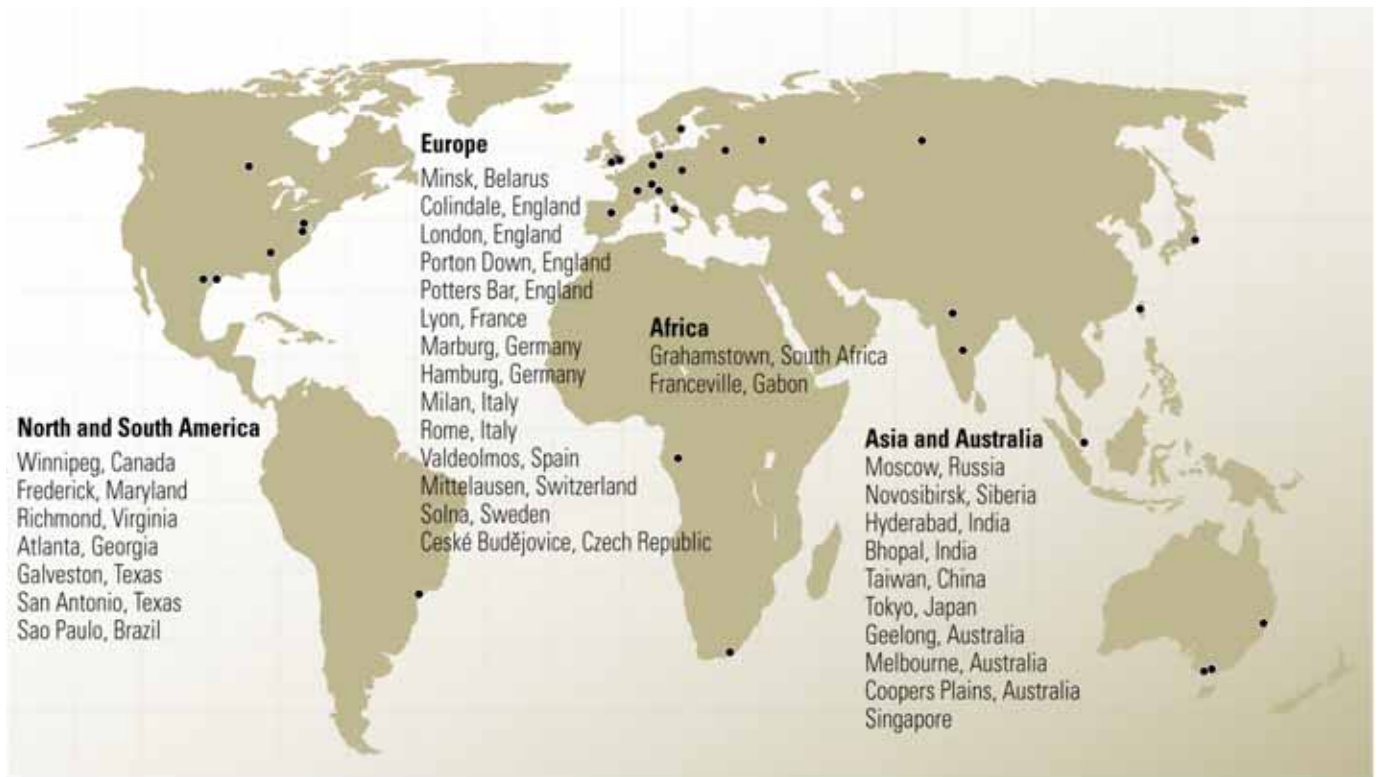 North and South America
Winnipeg, Canada
Frederick, Maryland
Richmond, Virginia
Atlanta, Georgia
Galveston, Texas
San Antonio, Texas
Sao Paulo, Brazil
Europe
Minsk, Belarus
Colindale, England
London, England
Porton Down, England
Potters Bar, England
Lyon, France
Marburg, Germany
Hamburg, Germany
Milan, Italy
Rome, Italy
Valdeolmos, Spain
Mittelausen, Switzerland
Solna, Sweden
Ceské Budějovice, Czech Republic
Africa
Grahamstown, South Africa
Franceville, Gabon
Asia and Australia
Moscow, Russia
Novosibirsk, Siberia
Hyderabad, India
Bhopal, India
Taiwan, China
Tokyo, Japan
Geelong, Australia
Melbourne, Australia
Coopers Plains, Australia
Singapore